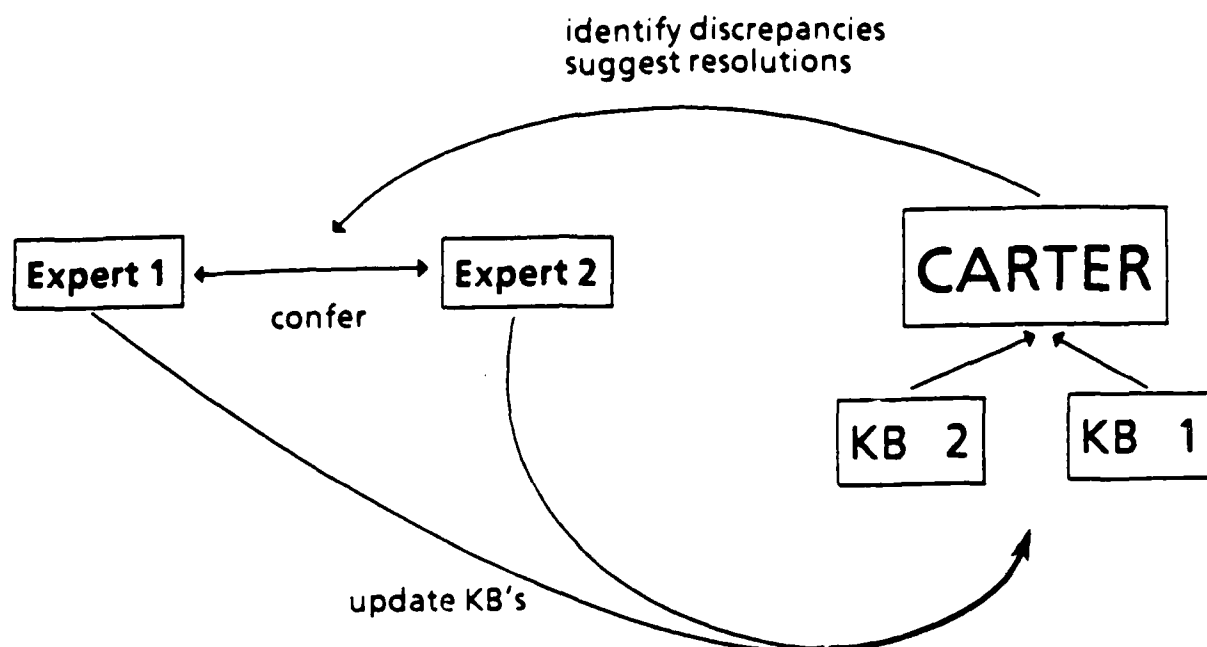 identify discrepancies
suggest resolutions
Expert 1
Expert 2
CARTER
confer
KB 2
KB 1
update KB's